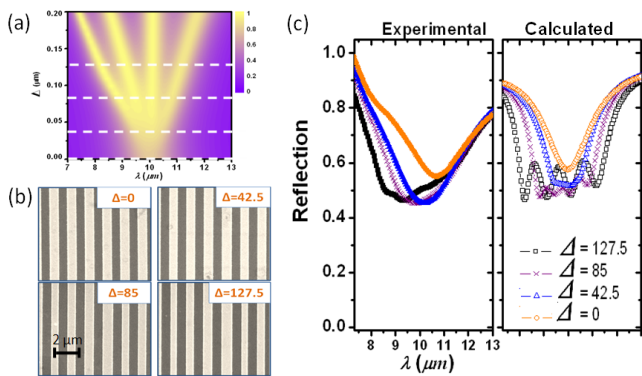 (a)
0.20
0.15
0.10
0.05
0.00
(μm)
7 8 9 10 11 12 13
λ (μm)
1
0.8
0.6
0.4
0.2
0
(b)
Δ=0
Δ=42.5
Δ=85
Δ=127.5
2 μm
(c)
Experimental
Calculated
Reflection
1.0
0.8
0.6
0.4
0.2
0.0
8 9 10 11 12 13
λ (μm)
Δ = 127.5
Δ = 85
Δ = 42.5
Δ = 0